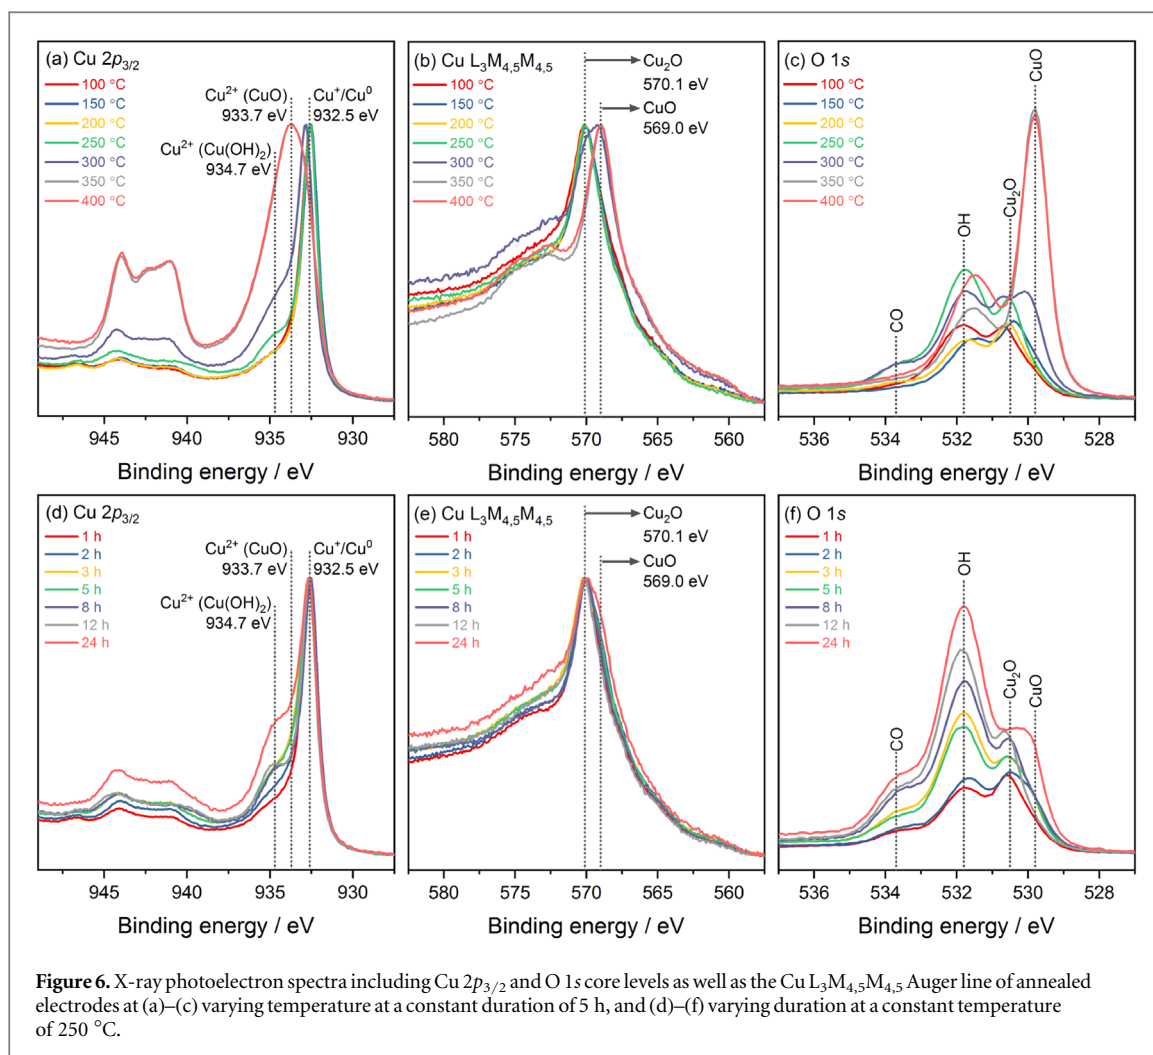 (a) Cu 2p3/2
100 °C
150 °C
200 °C
250 °C
300 °C
350 °C
400 °C
Cu2+ (CuO)
933.7 eV
Cu+/Cu0
932.5 eV
Cu2+ (Cu(OH)2)
934.7 eV
945 940 935 930
Binding energy / eV
(b) Cu L3M4,5M4,5
100 °C
150 °C
200 °C
250 °C
300 °C
350 °C
400 °C
Cu2O
570.1 eV
CuO
569.0 eV
580 575 570 565 560
Binding energy / eV
(c) O 1s
100 °C
150 °C
200 °C
250 °C
300 °C
350 °C
400 °C
CO
OH
Cu2O
CuO
536 534 532 530 528
Binding energy / eV
(d) Cu 2p3/2
1 h
2 h
3 h
5 h
8 h
12 h
24 h
Cu2+ (CuO)
933.7 eV
Cu+/Cu0
932.5 eV
Cu2+ (Cu(OH)2)
934.7 eV
945 940 935 930
Binding energy / eV
(e) Cu L3M4,5M4,5
1 h
2 h
3 h
5 h
8 h
12 h
24 h
Cu2O
570.1 eV
CuO
569.0 eV
580 575 570 565 560
Binding energy / eV
(f) O 1s
1 h
2 h
3 h
5 h
8 h
12 h
24 h
CO
OH
Cu2O
CuO
536 534 532 530 528
Binding energy / eV
Figure 6. X-ray photoelectron spectra including Cu 2p3/2 and O 1s core levels as well as the Cu L3M4,5M4,5 Auger line of annealed
electrodes at (a)–(c) varying temperature at a constant duration of 5 h, and (d)–(f) varying duration at a constant temperature
of 250 °C.